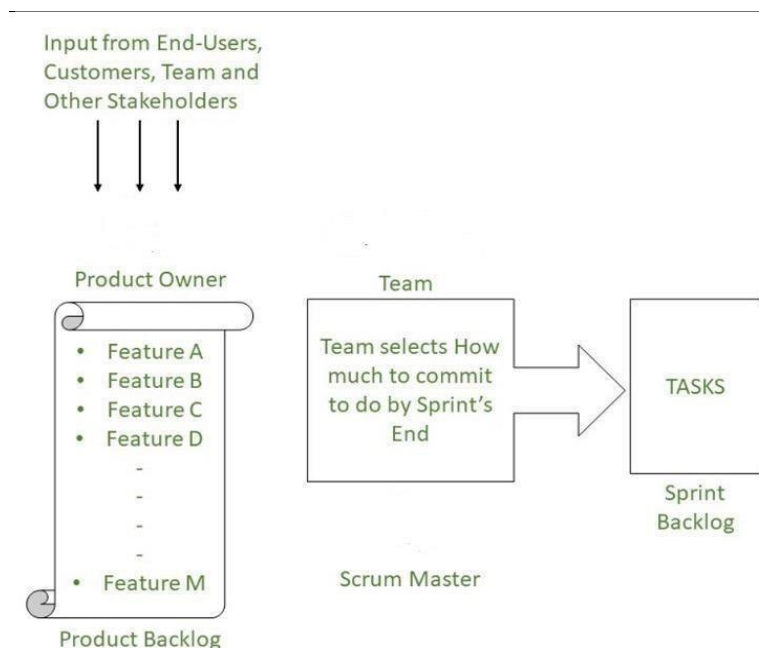 Input from End-Users,
Customers, Team and
Other Stakeholders
Product Owner
• Feature A
• Feature B
• Feature C
• Feature D
-
-
-
-
• Feature M
Product Backlog
Team
Team selects How
much to commit
to do by Sprint's
End
Scrum Master
TASKS
Sprint
Backlog